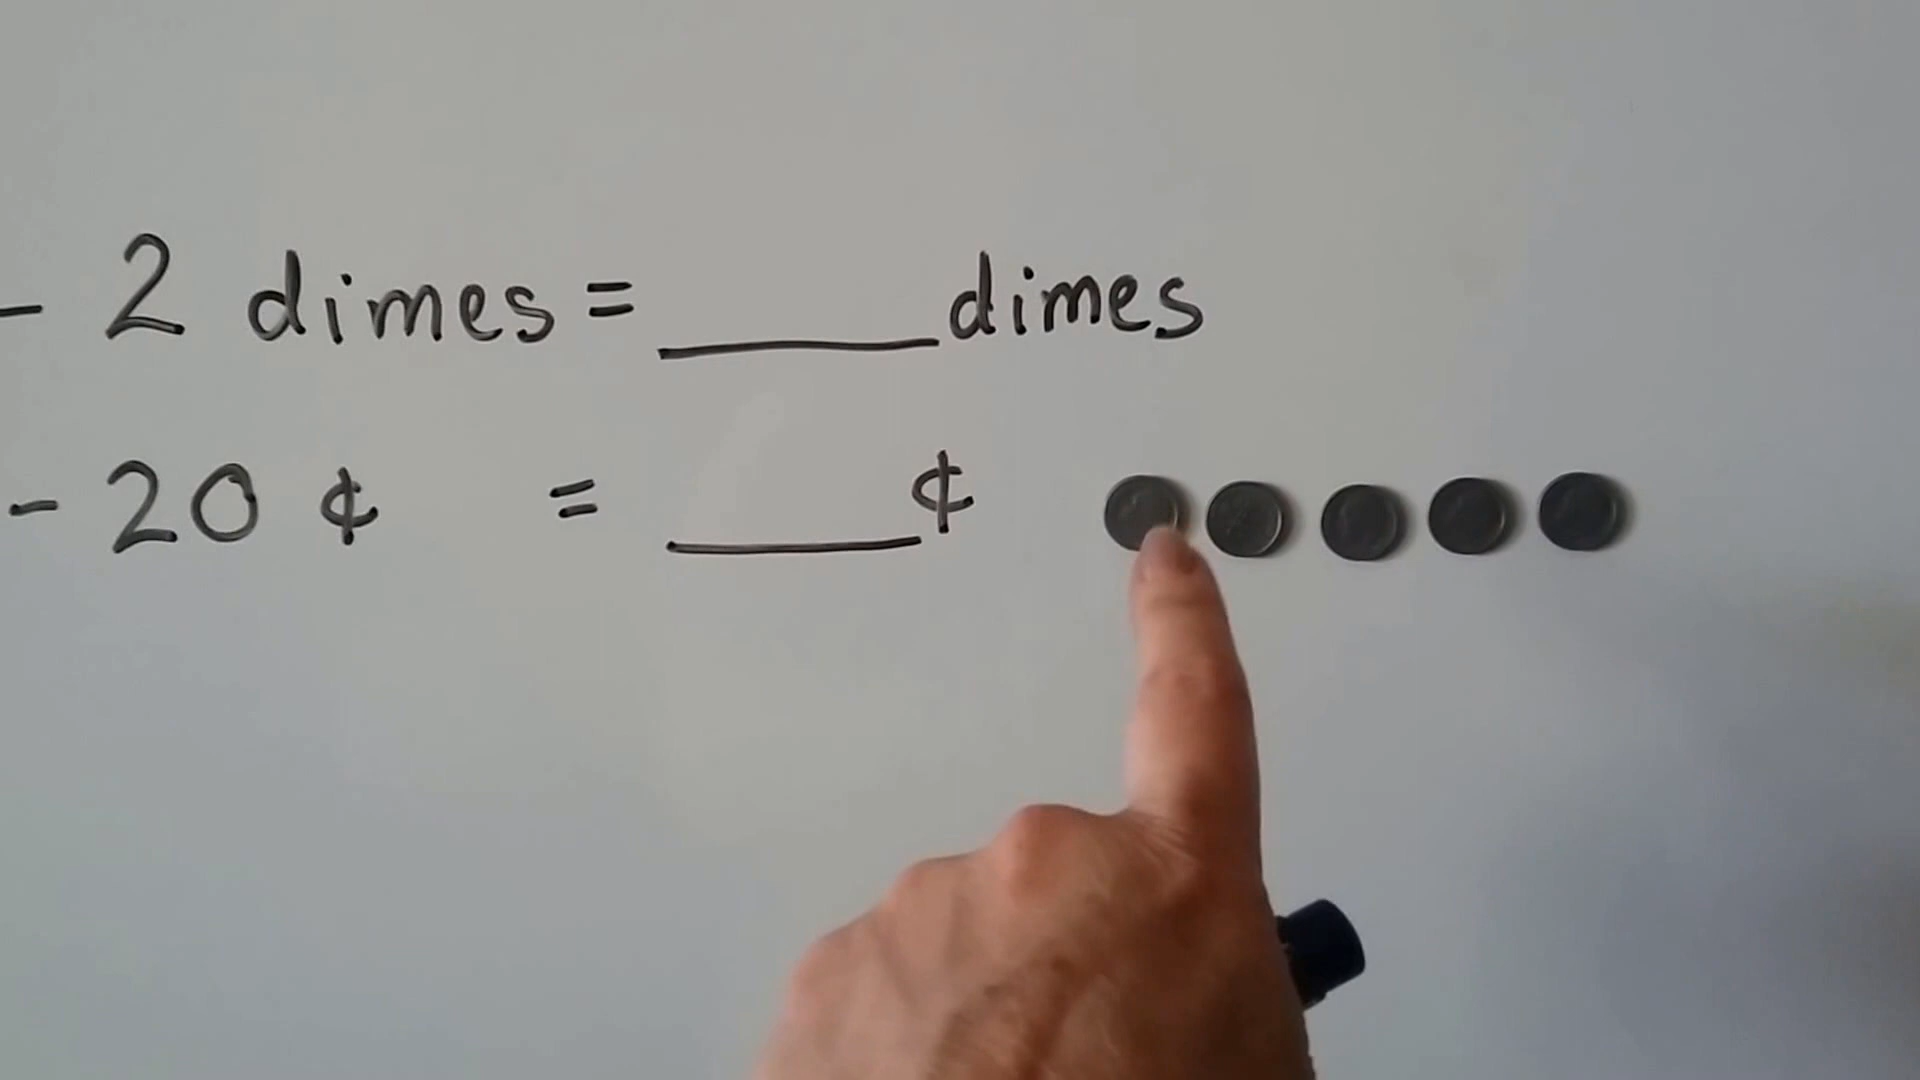 - 2 dimes = ____ dimes
- 20 ¢ = ____ ¢